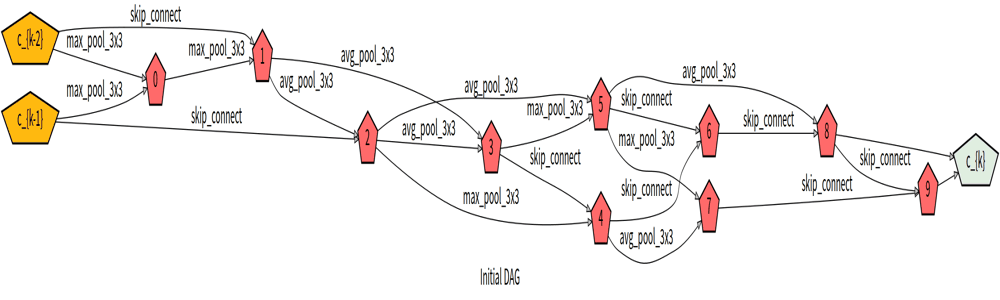 skip_connect
c_{k-2}
max_pool_3x3
max_pool_3x3
1
avg_pool_3x3
0
avg_pool_3x3
max_pool_3x3
c_{k-1}
skip_connect
2
avg_pool_3x3
avg_pool_3x3
3
max_pool_3x3
skip_connect
max_pool_3x3
4
5
avg_pool_3x3
skip_connect
max_pool_3x3
6
skip_connect
skip_connect
avg_pool_3x3
7
8
skip_connect
skip_connect
9
c_{k}
Initial DAG